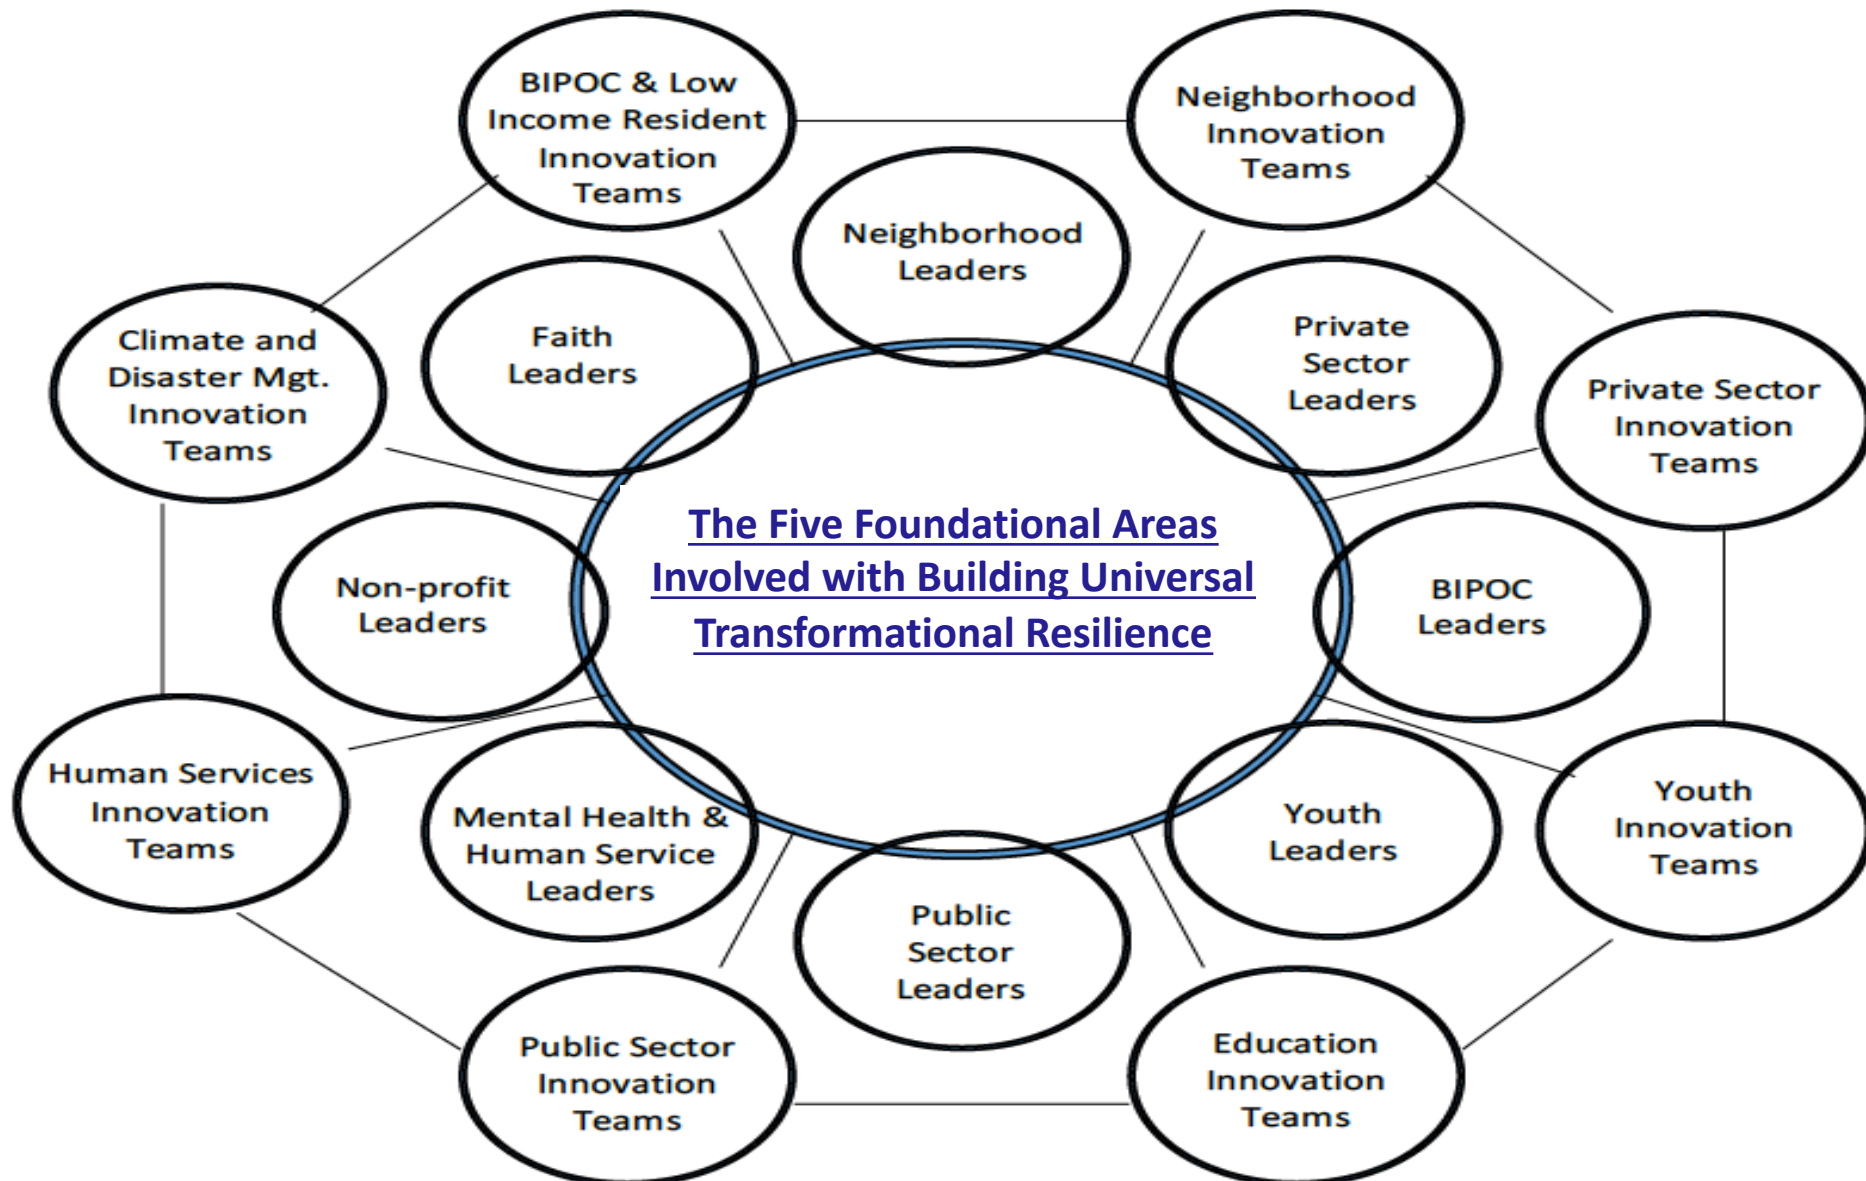 BIPOC & Low
Income Resident
Innovation
Teams
Neighborhood
Innovation
Teams
Neighborhood
Leaders
Faith
Leaders
Private
Sector
Leaders
Climate and
Disaster Mgt.
Innovation
Teams
Private Sector
Innovation
Teams
The Five Foundational Areas
Involved with Building Universal
Transformational Resilience
Non-profit
Leaders
BIPOC
Leaders
Human Services
Innovation
Teams
Mental Health &
Human Service
Leaders
Youth
Leaders
Youth
Innovation
Teams
Public
Sector
Leaders
Public Sector
Innovation
Teams
Education
Innovation
Teams